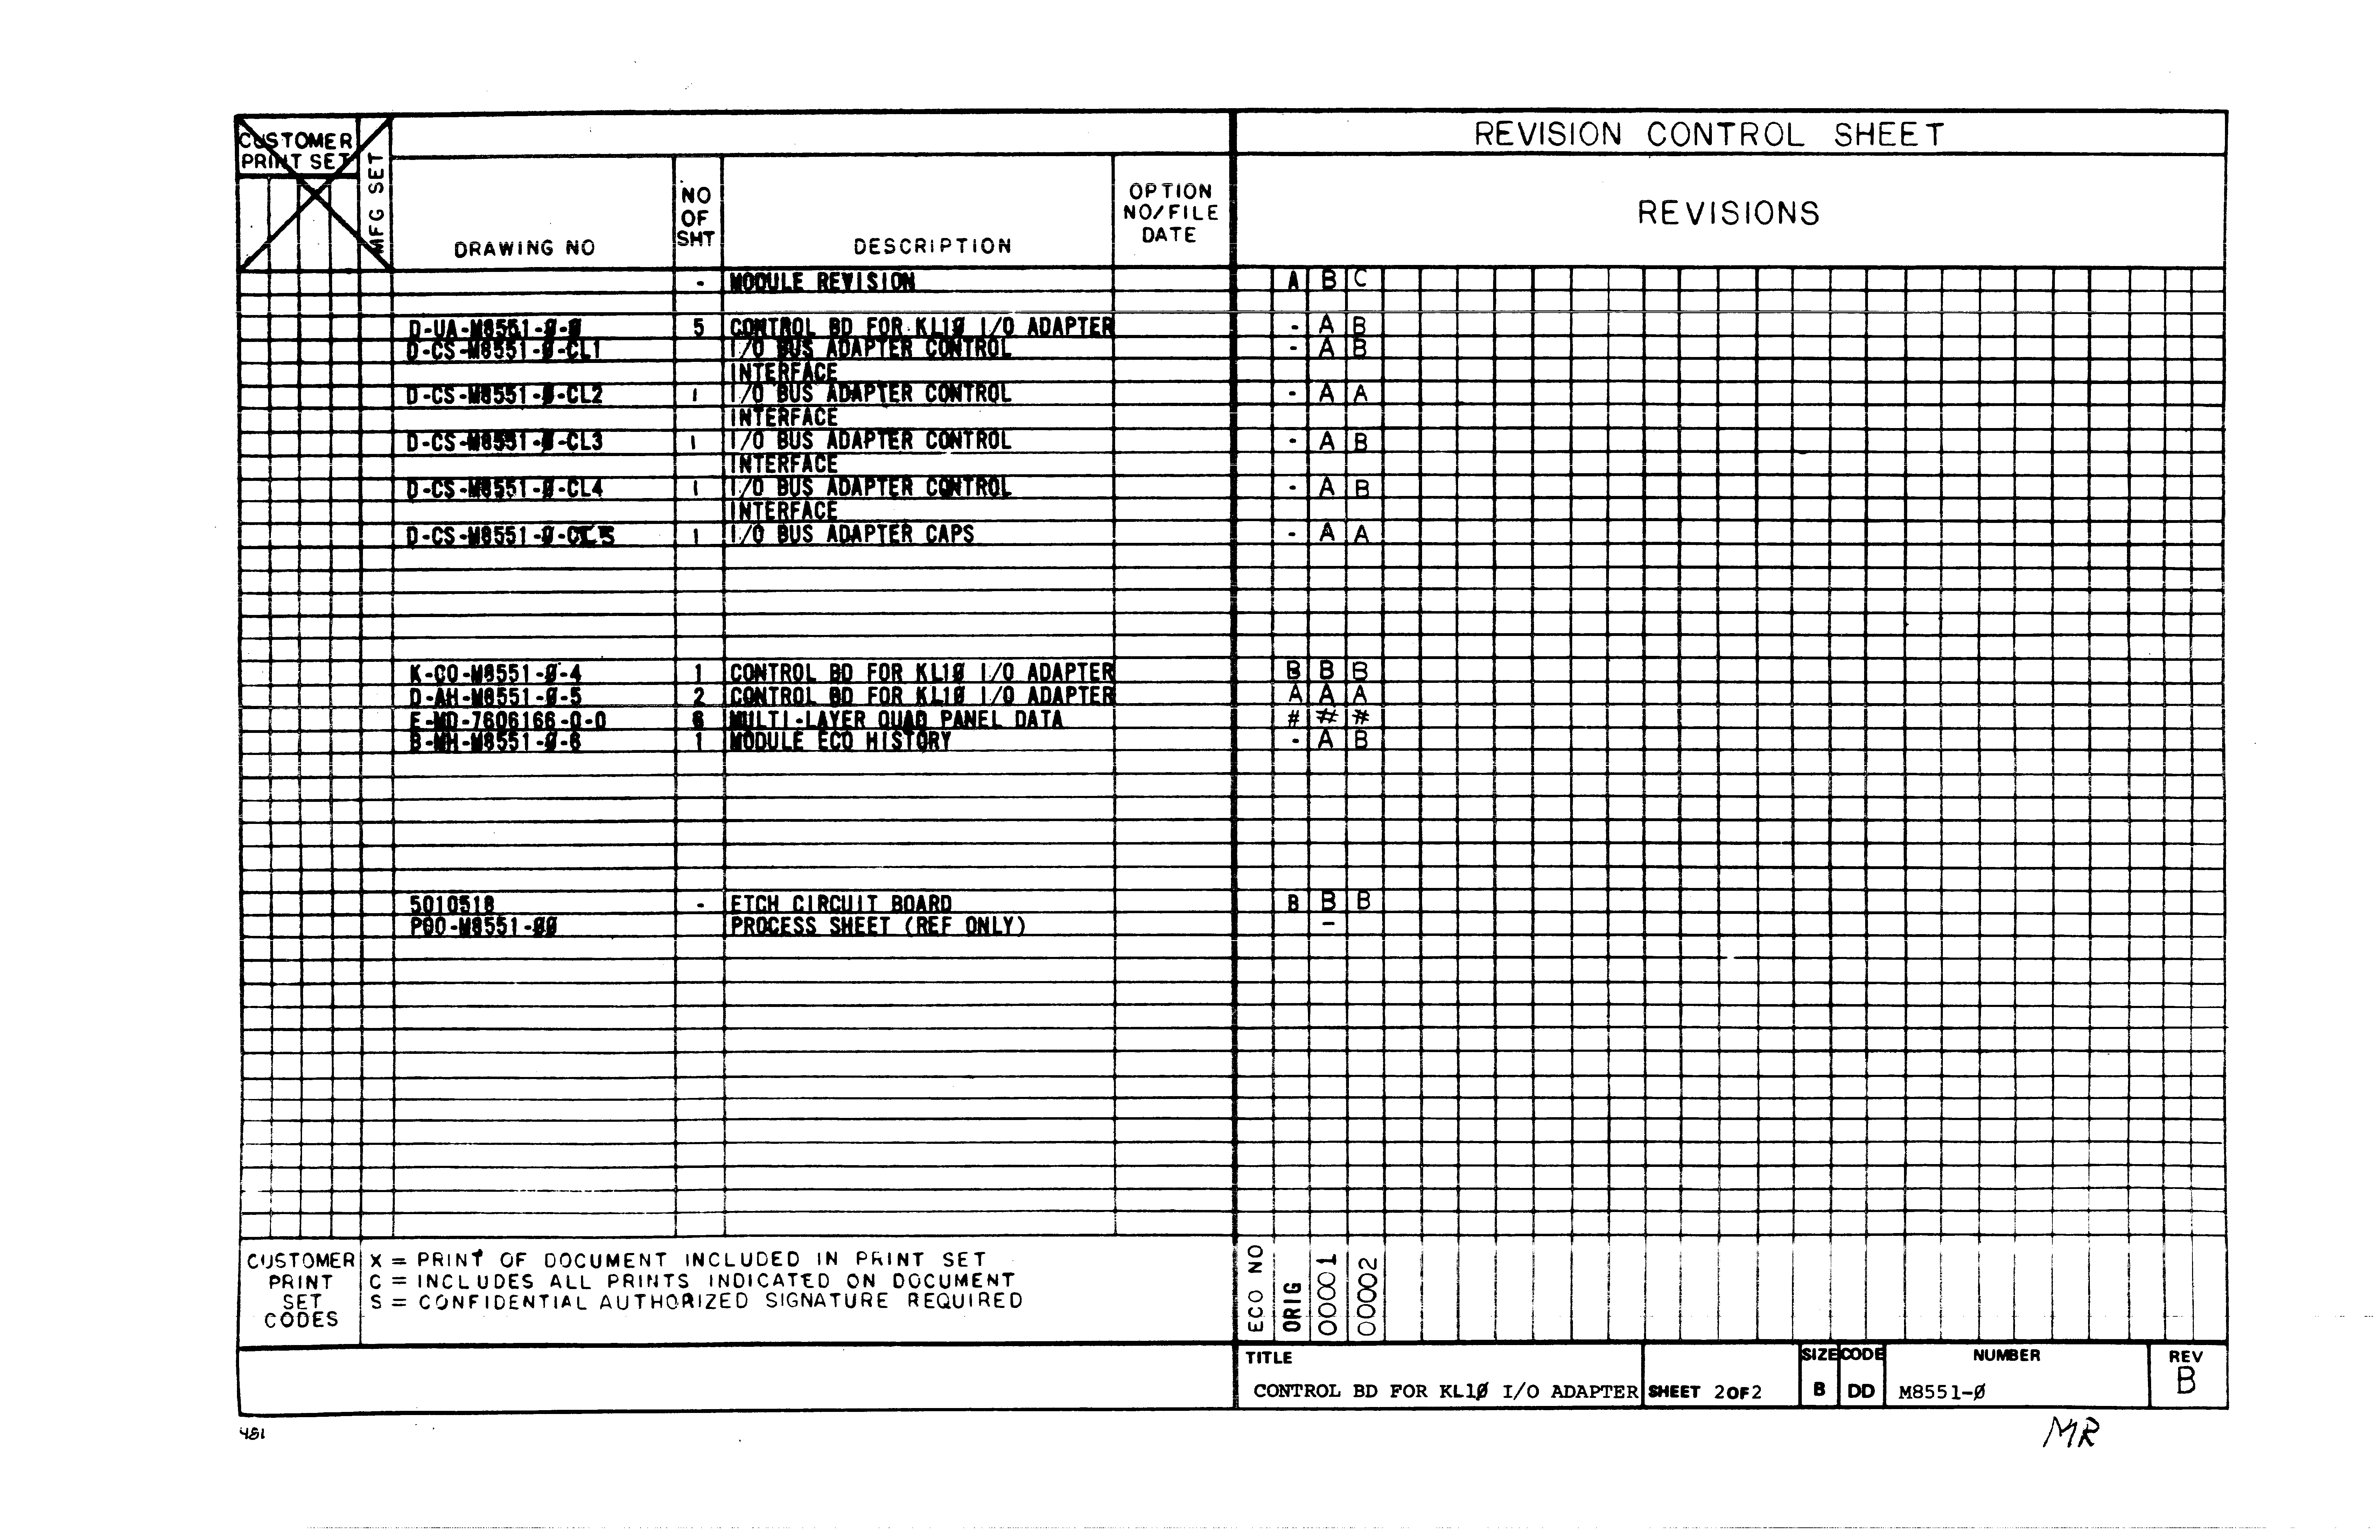 CUSTOMER PRINT SET
MFG SET
REVISION CONTROL SHEET
DRAWING NO
NO OF SHT
DESCRIPTION
OPTION NO/FILE DATE
REVISIONS
- MODULE REVISION A B C
D-UA-M8551-Ø-Ø 5 CONTROL BD FOR KL1Ø I/O ADAPTER - A B
D-CS-M8551-Ø-CL1 I/O BUS ADAPTER CONTROL - A B
INTERFACE
D-CS-M8551-Ø-CL2 1 I/O BUS ADAPTER CONTROL - A A
INTERFACE
D-CS-M8551-Ø-CL3 1 I/O BUS ADAPTER CONTROL - A B
INTERFACE
D-CS-M8551-Ø-CL4 1 I/O BUS ADAPTER CONTROL - A B
INTERFACE
D-CS-M8551-Ø-CL5 1 I/O BUS ADAPTER CAPS - A A
K-CO-M8551-Ø-4 1 CONTROL BD FOR KL1Ø I/O ADAPTER B B B
D-AH-M8551-Ø-5 2 CONTROL BD FOR KL1Ø I/O ADAPTER A A A
E-MD-7606166-0-0 MULTI-LAYER QUAD PANEL DATA # # #
B-MH-M8551-Ø-6 1 MODULE ECO HISTORY - A B
5010518 - ETCH CIRCUIT BOARD B B B
P00-M8551-ØØ PROCESS SHEET (REF ONLY) -
CUSTOMER PRINT SET CODES
X = PRINT OF DOCUMENT INCLUDED IN PRINT SET
C = INCLUDES ALL PRINTS INDICATED ON DOCUMENT
S = CONFIDENTIAL AUTHORIZED SIGNATURE REQUIRED
ECO NO ORIG 00001 00002
TITLE
CONTROL BD FOR KL1Ø I/O ADAPTER
SHEET 2 OF 2
SIZE B
CODE DD
NUMBER M8551-Ø
REV B
481
MR